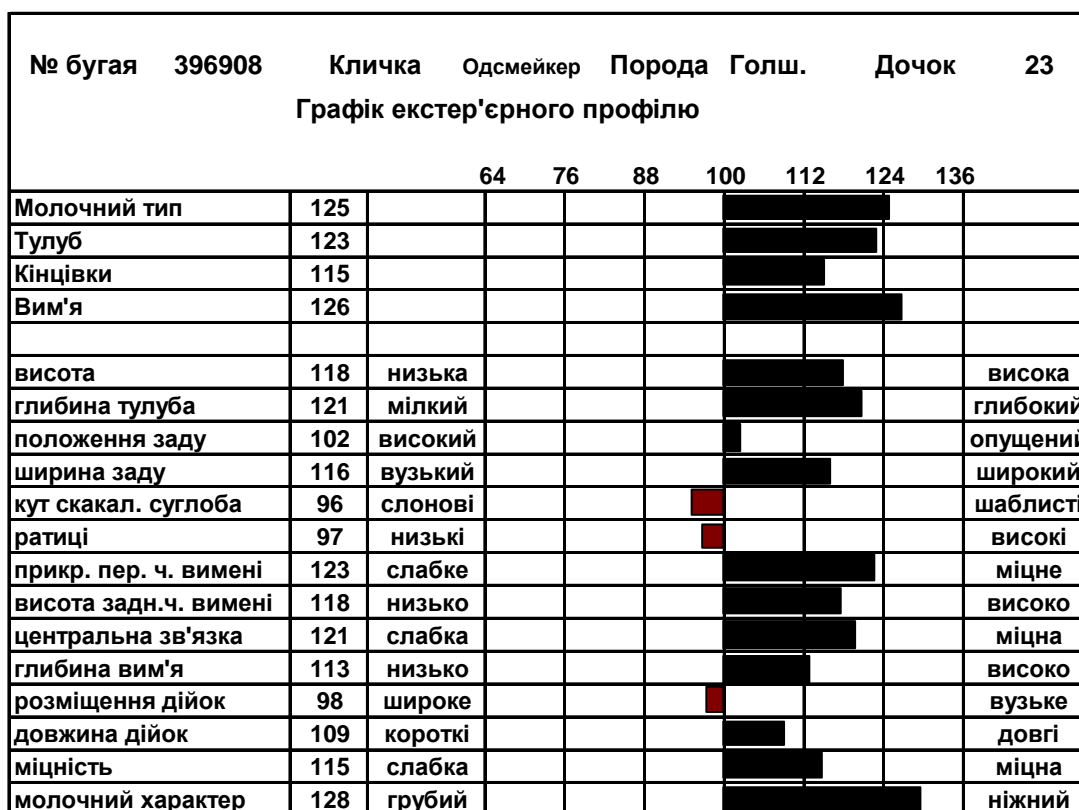 № бугая 396908 Кличка Одсмейкер Порода Голш. Дочок 23
Графік екстер'єрного профілю
64 76 88 100 112 124 136
Молочний тип 125
Тулуб 123
Кінцівки 115
Вим'я 126
висота 118 низька висока
глибина тулуба 121 мілкий глибокий
положення заду 102 високий опущений
ширина заду 116 вузький широкий
кут скакал. суглоба 96 слонові шаблисті
ратиці 97 низькі високі
прикр. пер. ч. вимені 123 слабке міцне
висота задн.ч. вимені 118 низько високо
центральна зв'язка 121 слабка міцна
глибина вим'я 113 низько високо
розміщення дійок 98 широке вузьке
довжина дійок 109 короткі довгі
міцність 115 слабка міцна
молочний характер 128 грубий ніжний